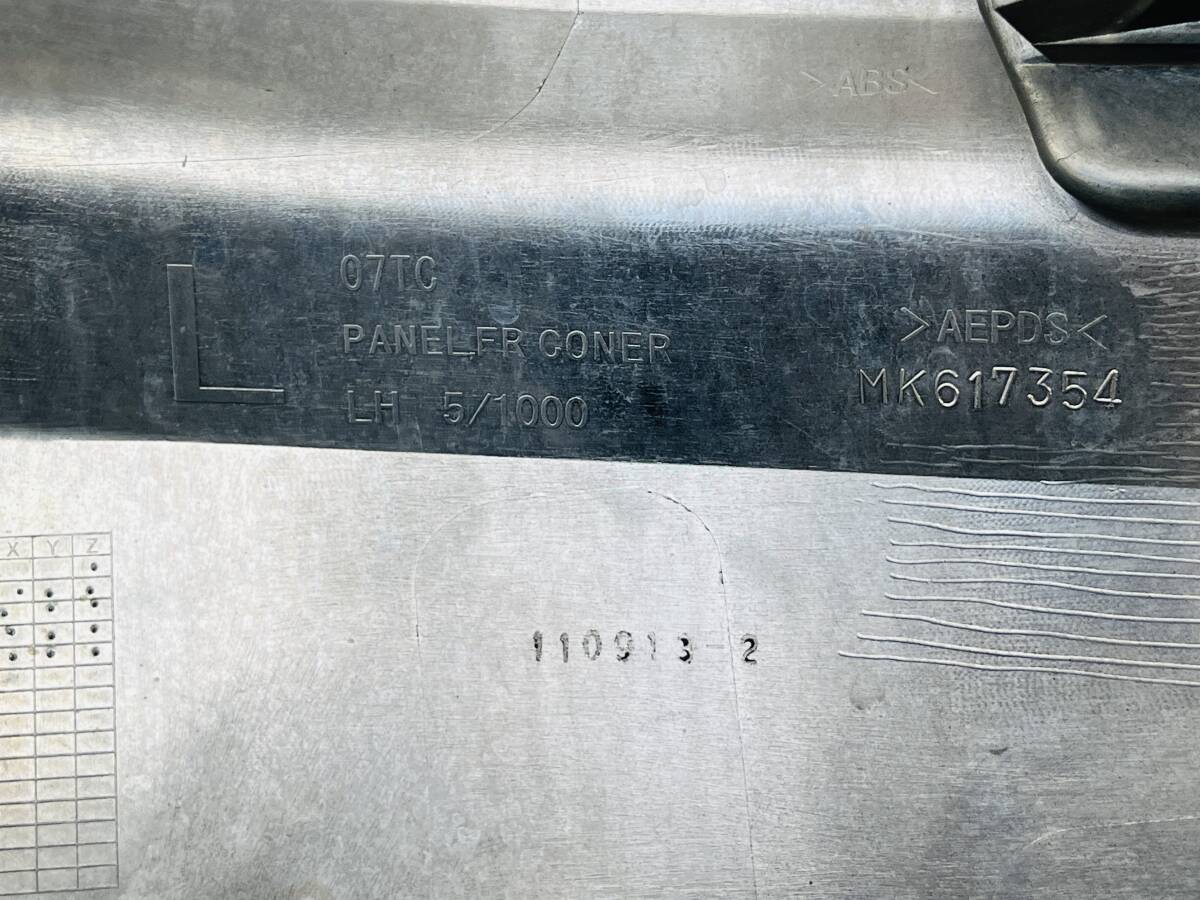 >ABS<
L
07TC
PANEL,FR CONER
LH 5/1000
>AEPDS<
MK617354
X Y Z
110913-2